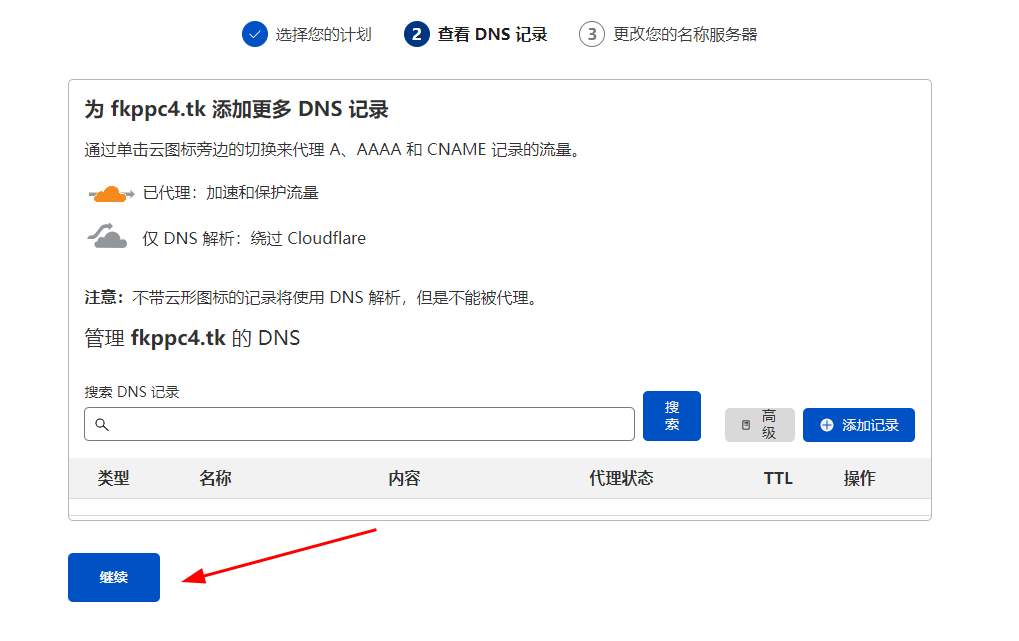 选择您的计划
2 查看 DNS 记录
3 更改您的名称服务器
为 fkppc4.tk 添加更多 DNS 记录
通过单击云图标旁边的切换来代理 A、AAAA 和 CNAME 记录的流量。
已代理：加速和保护流量
仅 DNS 解析：绕过 Cloudflare
注意：不带云形图标的记录将使用 DNS 解析，但是不能被代理。
管理 fkppc4.tk 的 DNS
搜索 DNS 记录
搜
索
高
级
添加记录
类型 名称 内容 代理状态 TTL 操作
继续